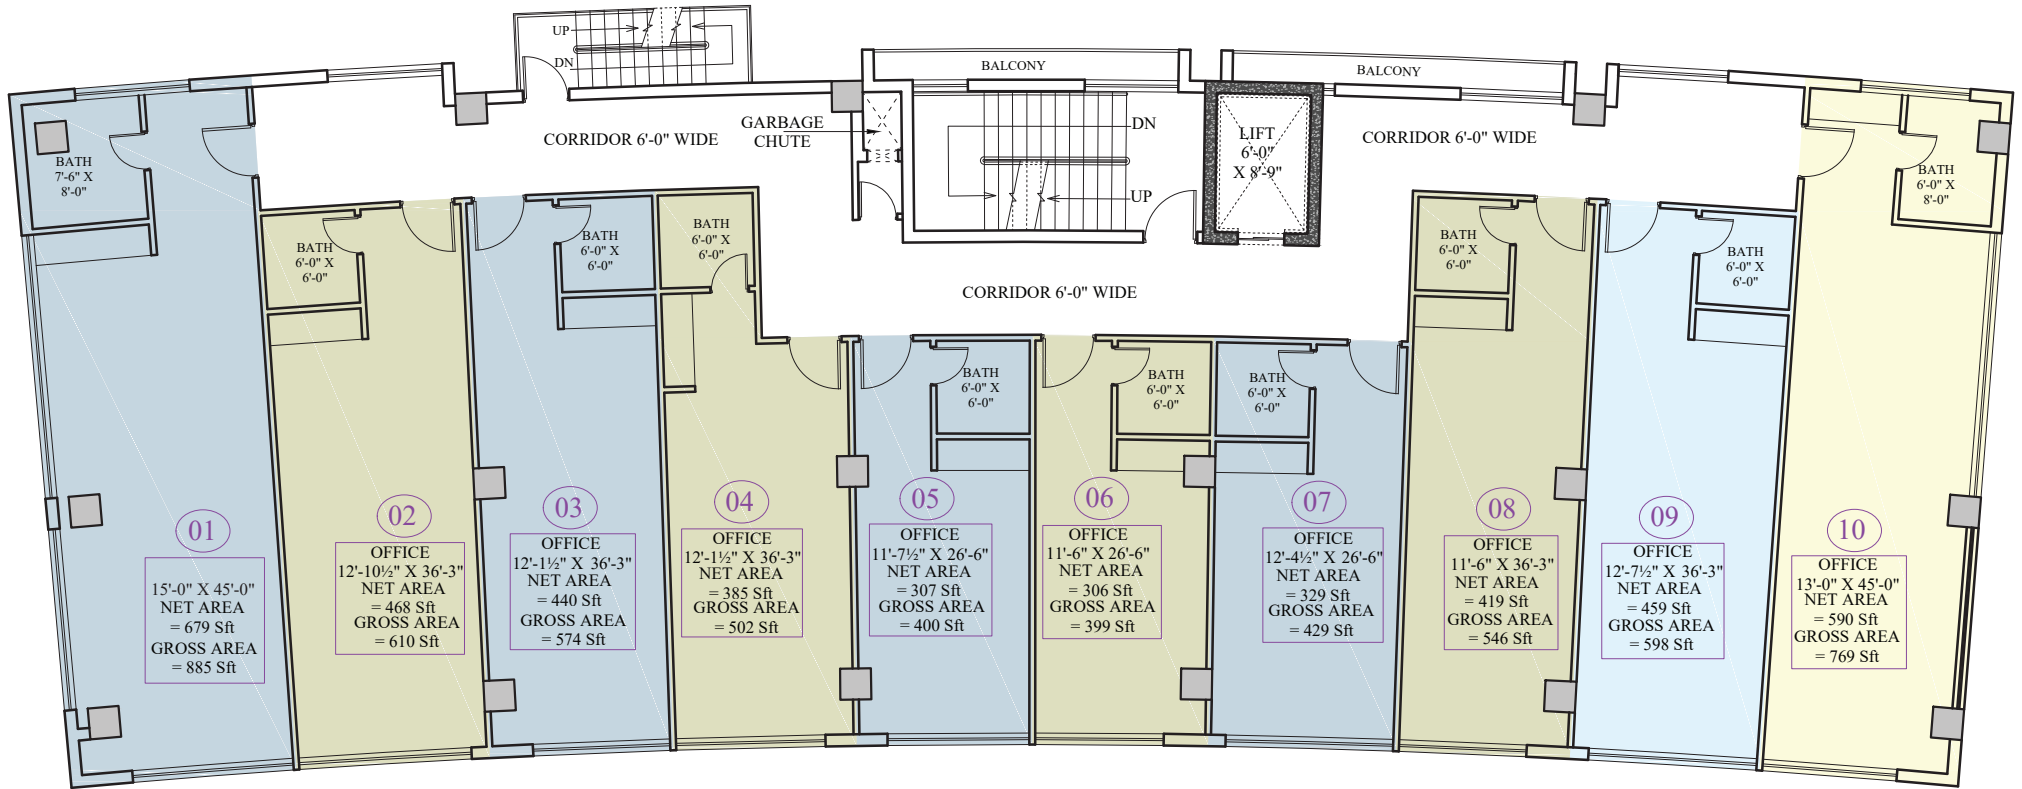 UP
DN
BALCONY
BALCONY
GARBAGE
CHUTE
CORRIDOR 6'-0" WIDE
DN
UP
LIFT
6'-0"
X 8'-9"
CORRIDOR 6'-0" WIDE
CORRIDOR 6'-0" WIDE
BATH
7'-6" X
8'-0"
BATH
6'-0" X
6'-0"
BATH
6'-0" X
6'-0"
BATH
6'-0" X
6'-0"
BATH
6'-0" X
6'-0"
BATH
6'-0" X
6'-0"
BATH
6'-0" X
6'-0"
BATH
6'-0" X
6'-0"
BATH
6'-0" X
6'-0"
BATH
6'-0" X
8'-0"
01
15'-0" X 45'-0"
NET AREA
= 679 Sft
GROSS AREA
= 885 Sft
02
OFFICE
12'-10½" X 36'-3"
NET AREA
= 468 Sft
GROSS AREA
= 610 Sft
03
OFFICE
12'-1½" X 36'-3"
NET AREA
= 440 Sft
GROSS AREA
= 574 Sft
04
OFFICE
12'-1½" X 36'-3"
NET AREA
= 385 Sft
GROSS AREA
= 502 Sft
05
OFFICE
11'-7½" X 26'-6"
NET AREA
= 307 Sft
GROSS AREA
= 400 Sft
06
OFFICE
11'-6" X 26'-6"
NET AREA
= 306 Sft
GROSS AREA
= 399 Sft
07
OFFICE
12'-4½" X 26'-6"
NET AREA
= 329 Sft
GROSS AREA
= 429 Sft
08
OFFICE
11'-6" X 36'-3"
NET AREA
= 419 Sft
GROSS AREA
= 546 Sft
09
OFFICE
12'-7½" X 36'-3"
NET AREA
= 459 Sft
GROSS AREA
= 598 Sft
10
OFFICE
13'-0" X 45'-0"
NET AREA
= 590 Sft
GROSS AREA
= 769 Sft